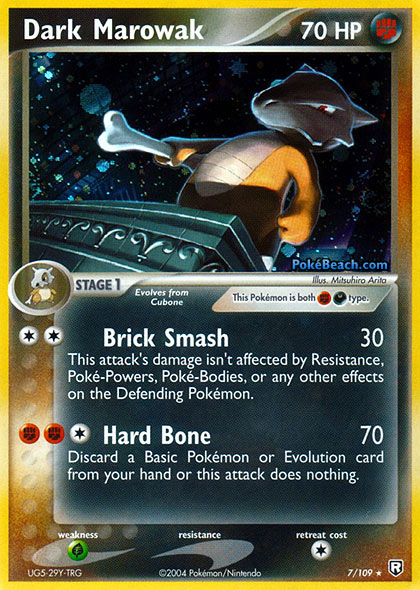 Dark Marowak 70 HP
PokéBeach.com
Illus. Mitsuhiro Arita
STAGE 1
Evolves from
Cubone
This Pokémon is both type.
Brick Smash 30
This attack's damage isn't affected by Resistance,
Poké-Powers, Poké-Bodies, or any other effects
on the Defending Pokémon.
Hard Bone 70
Discard a Basic Pokémon or Evolution card
from your hand or this attack does nothing.
weakness resistance retreat cost
UG5-29Y-TRG ©2004 Pokémon/Nintendo 7/109 ★ R